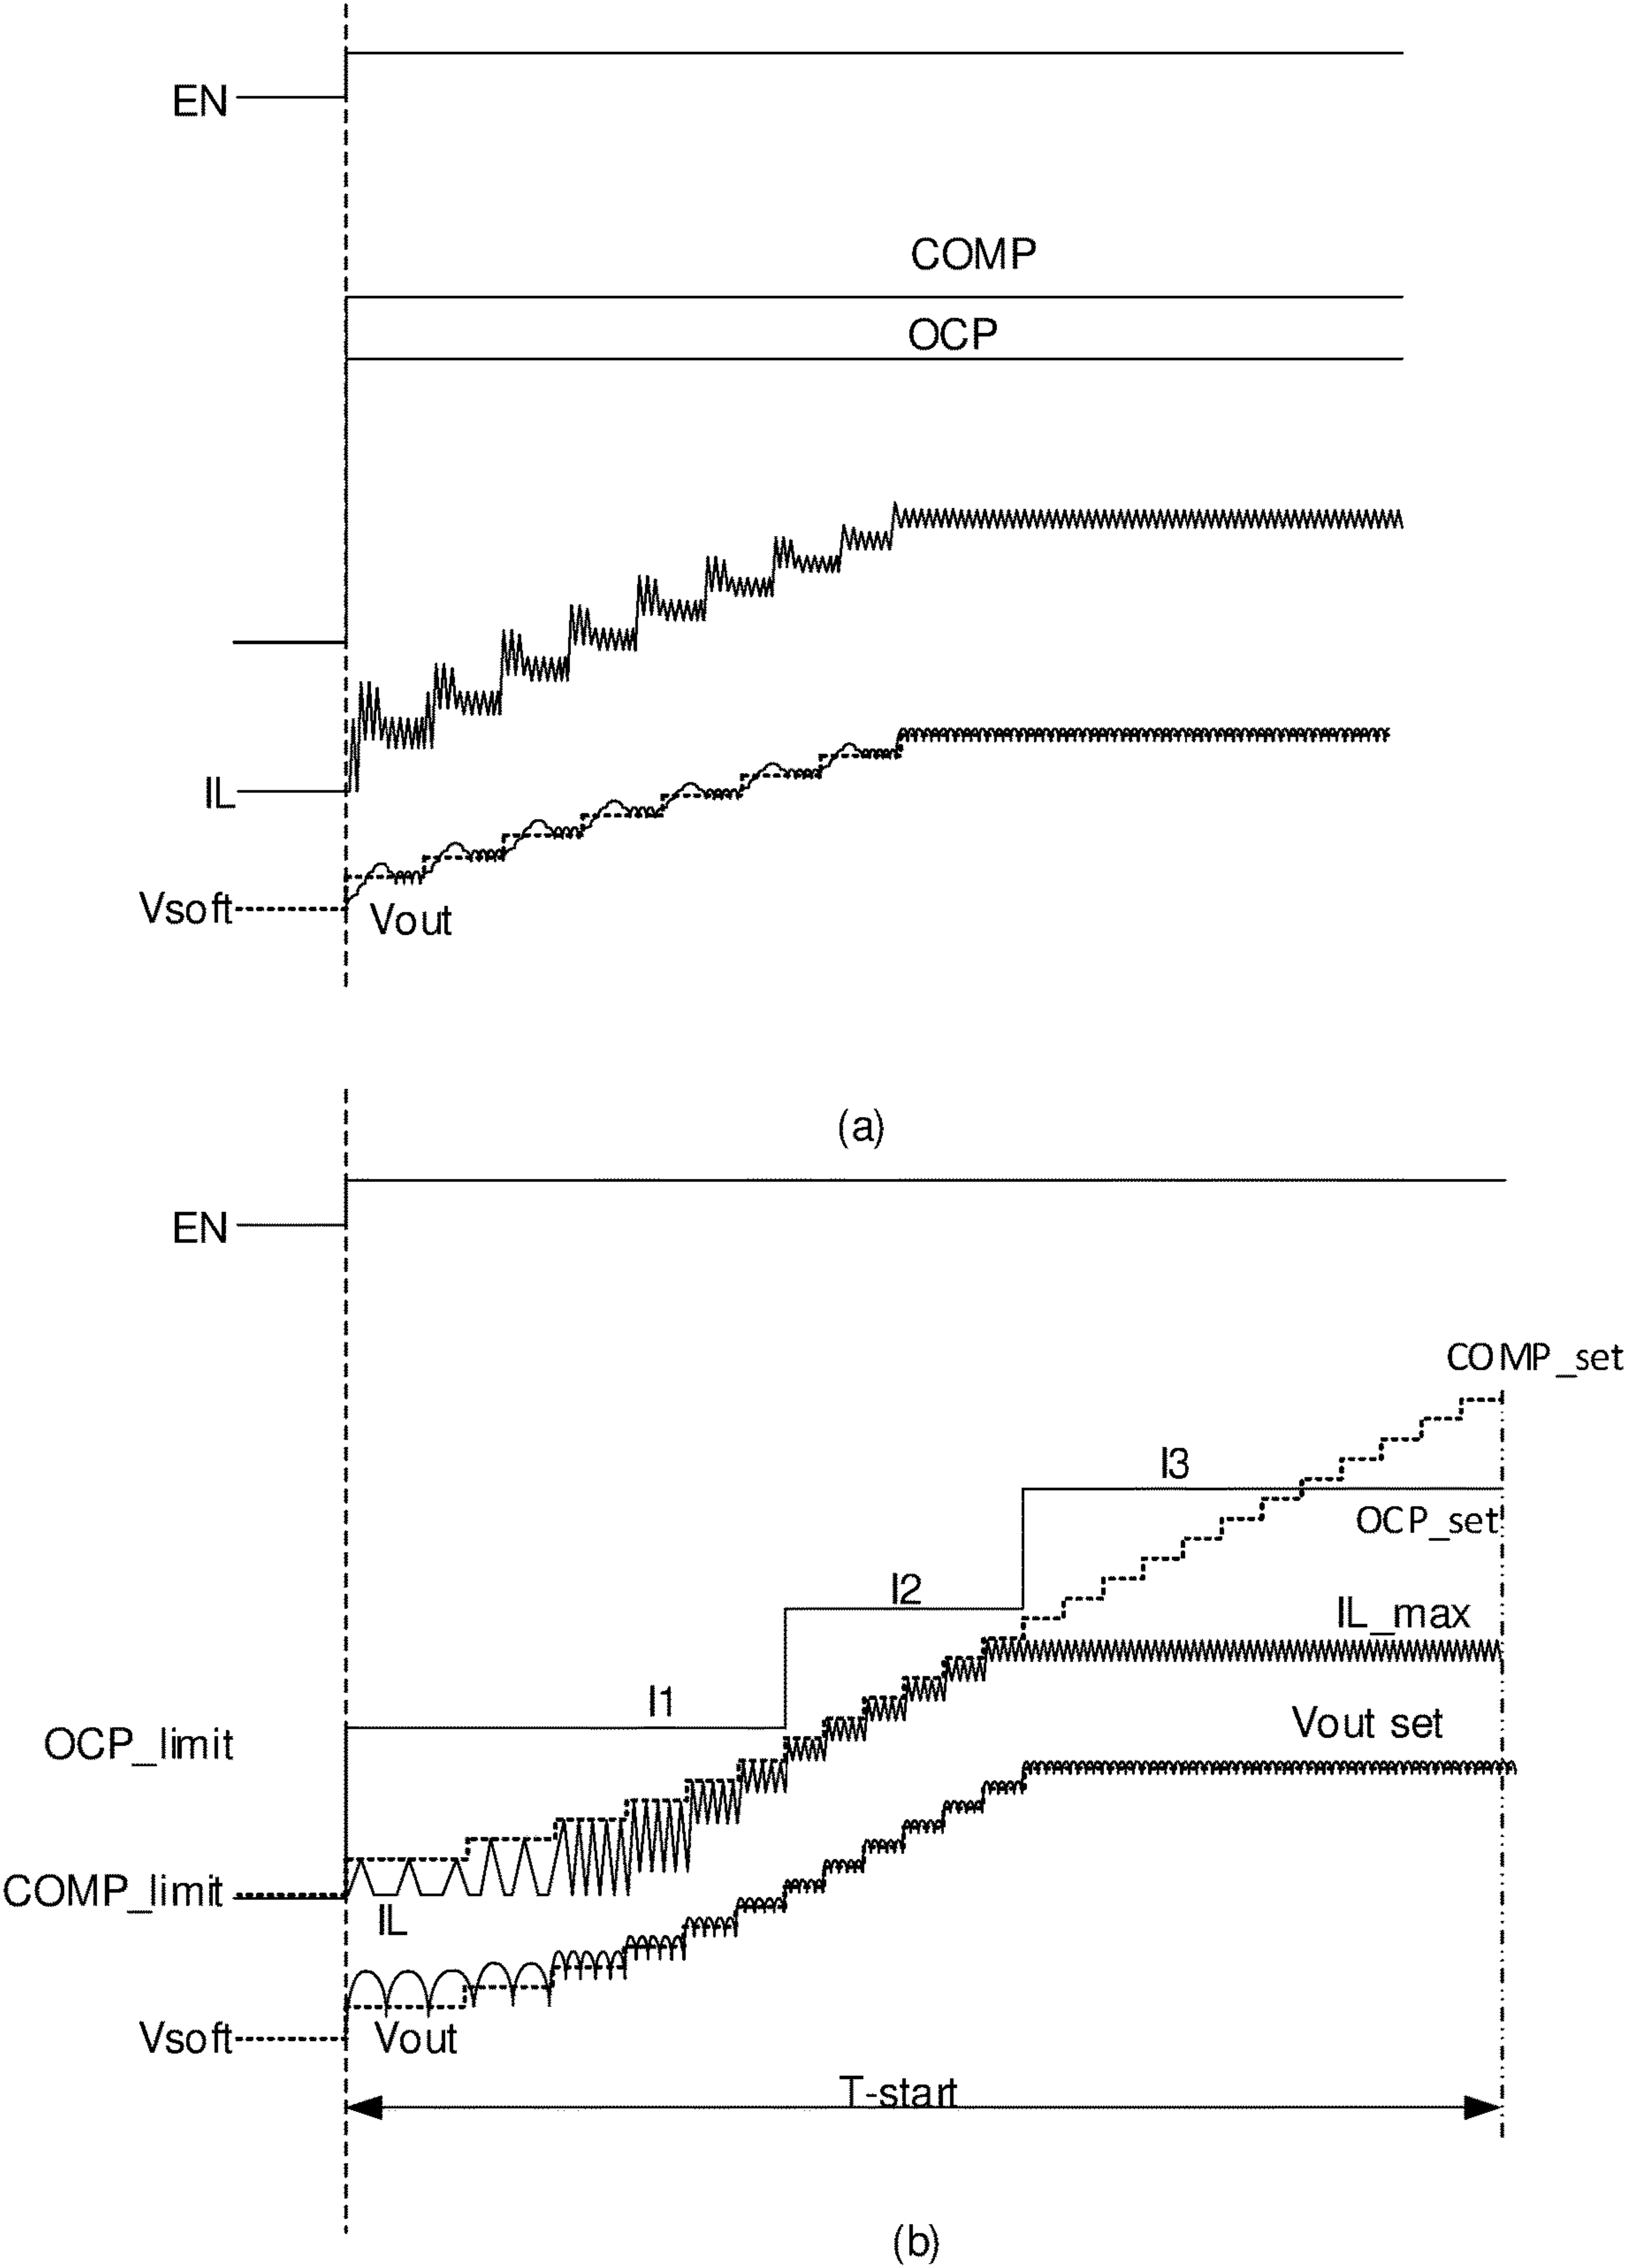 EN
COMP
OCP
IL
Vsoft
Vout
(a)
EN
COMP_set
I3
OCP_set
I2
IL_max
I1
Vout set
OCP_limit
COMP_limit
IL
Vsoft
Vout
T-start
(b)